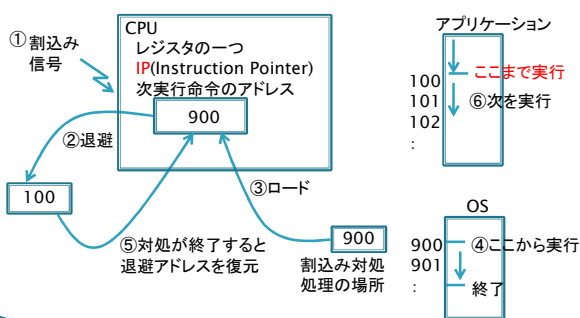 ①割込み
信号
CPU
レジスタの一つ
IP(Instruction Pointer)
次実行命令のアドレス
900
②退避
100
③ロード
⑤対処が終了すると
退避アドレスを復元
900
割込み対処
処理の場所
アプリケーション
ここまで実行
100
101
⑥次を実行
102
:
OS
900
④ここから実行
901
:
終了